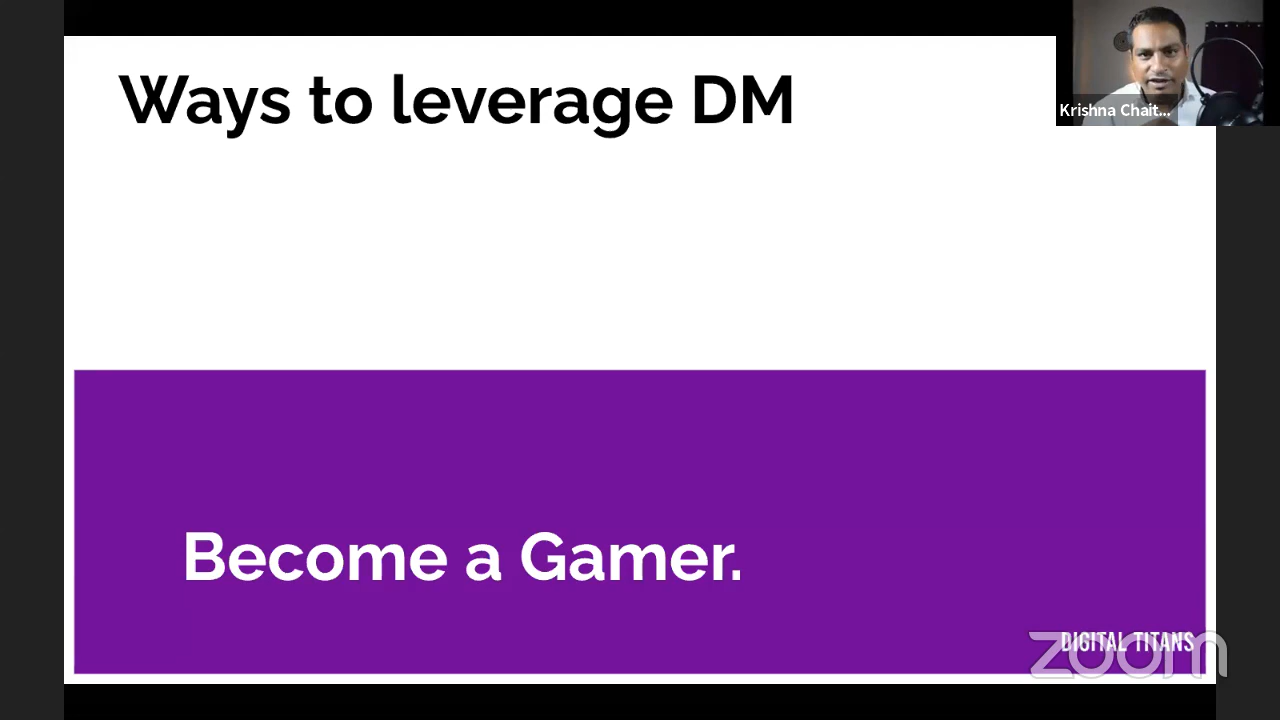 Ways to leverage DM
Krishna Chait...
Become a Gamer.
DIGITAL TITANS
zoom